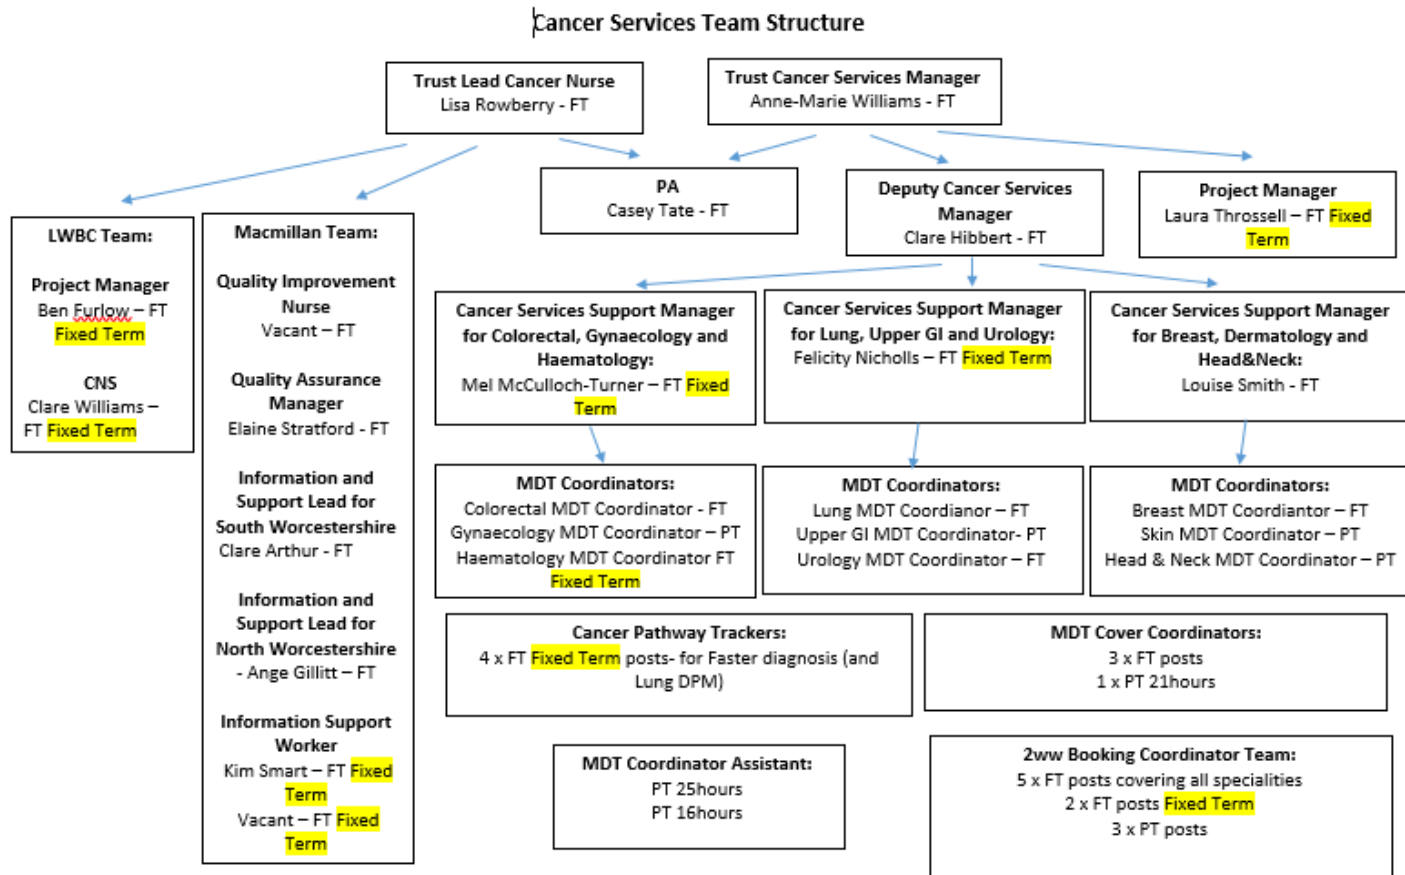 Cancer Services Team Structure
Trust Lead Cancer Nurse
Lisa Rowberry - FT
Trust Cancer Services Manager
Anne-Marie Williams - FT
PA
Casey Tate - FT
Deputy Cancer Services
Manager
Clare Hibbert - FT
Project Manager
Laura Throssell – FT Fixed
Term
LWBC Team:
Project Manager
Ben Furlow – FT
Fixed Term
CNS
Clare Williams –
FT Fixed Term
Macmillan Team:
Quality Improvement
Nurse
Vacant – FT
Quality Assurance
Manager
Elaine Stratford - FT
Information and
Support Lead for
South Worcestershire
Clare Arthur - FT
Information and
Support Lead for
North Worcestershire
- Ange Gillitt – FT
Information Support
Worker
Kim Smart – FT Fixed
Term
Vacant – FT Fixed
Term
Cancer Services Support Manager
for Colorectal, Gynaecology and
Haematology:
Mel McCulloch-Turner – FT Fixed
Term
Cancer Services Support Manager
for Lung, Upper GI and Urology:
Felicity Nicholls – FT Fixed Term
Cancer Services Support Manager
for Breast, Dermatology and
Head&Neck:
Louise Smith - FT
MDT Coordinators:
Colorectal MDT Coordinator - FT
Gynaecology MDT Coordinator – PT
Haematology MDT Coordinator FT
Fixed Term
MDT Coordinators:
Lung MDT Coordianor – FT
Upper GI MDT Coordinator- PT
Urology MDT Coordinator – FT
MDT Coordinators:
Breast MDT Coordiantor – FT
Skin MDT Coordinator – PT
Head & Neck MDT Coordinator – PT
Cancer Pathway Trackers:
4 x FT Fixed Term posts- for Faster diagnosis (and
Lung DPM)
MDT Cover Coordinators:
3 x FT posts
1 x PT 21hours
MDT Coordinator Assistant:
PT 25hours
PT 16hours
2ww Booking Coordinator Team:
5 x FT posts covering all specialities
2 x FT posts Fixed Term
3 x PT posts